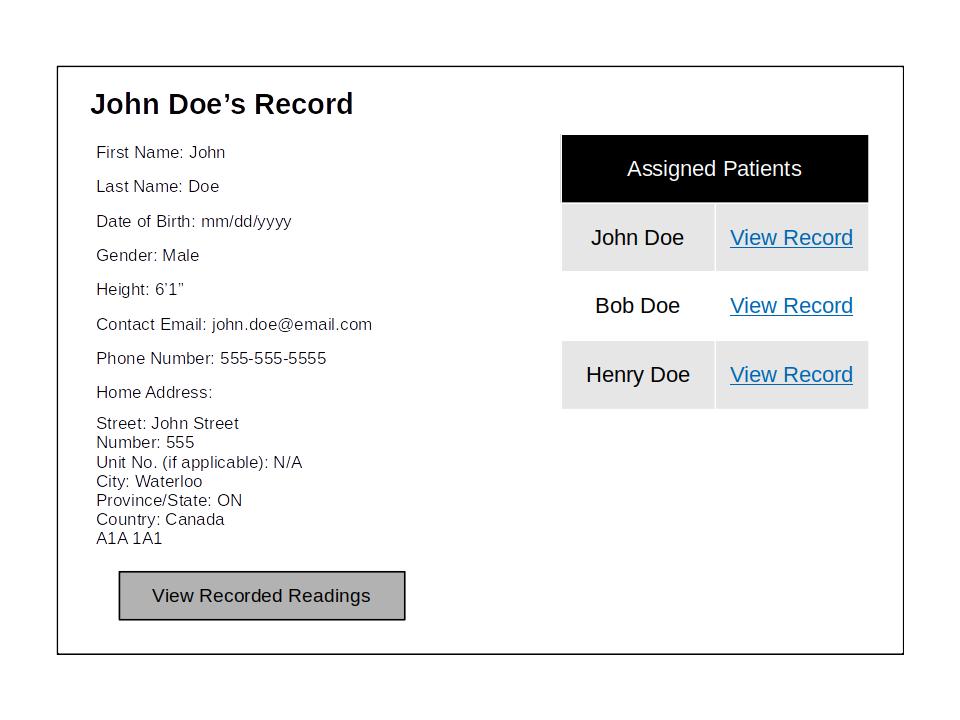 John Doe’s Record
First Name: John
Last Name: Doe
Date of Birth: mm/dd/yyyy
Gender: Male
Height: 6’1”
Contact Email: john.doe@email.com
Phone Number: 555-555-5555
Home Address:
Street: John Street
Number: 555
Unit No. (if applicable): N/A
City: Waterloo
Province/State: ON
Country: Canada
A1A 1A1
View Recorded Readings
Assigned Patients
John Doe View Record
Bob Doe View Record
Henry Doe View Record